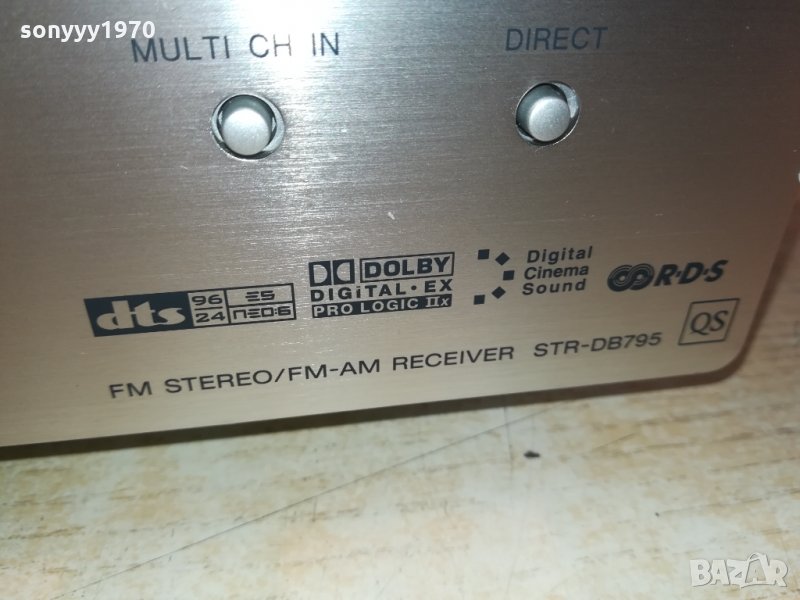 sonyyy1970
MULTI CH IN
DIRECT
dts 96 24 ES NEO:6
DOLBY
DIGITAL·EX
PRO LOGIC IIx
Digital
Cinema
Sound
R·D·S
QS
FM STEREO/FM-AM RECEIVER STR-DB795
BAZAR